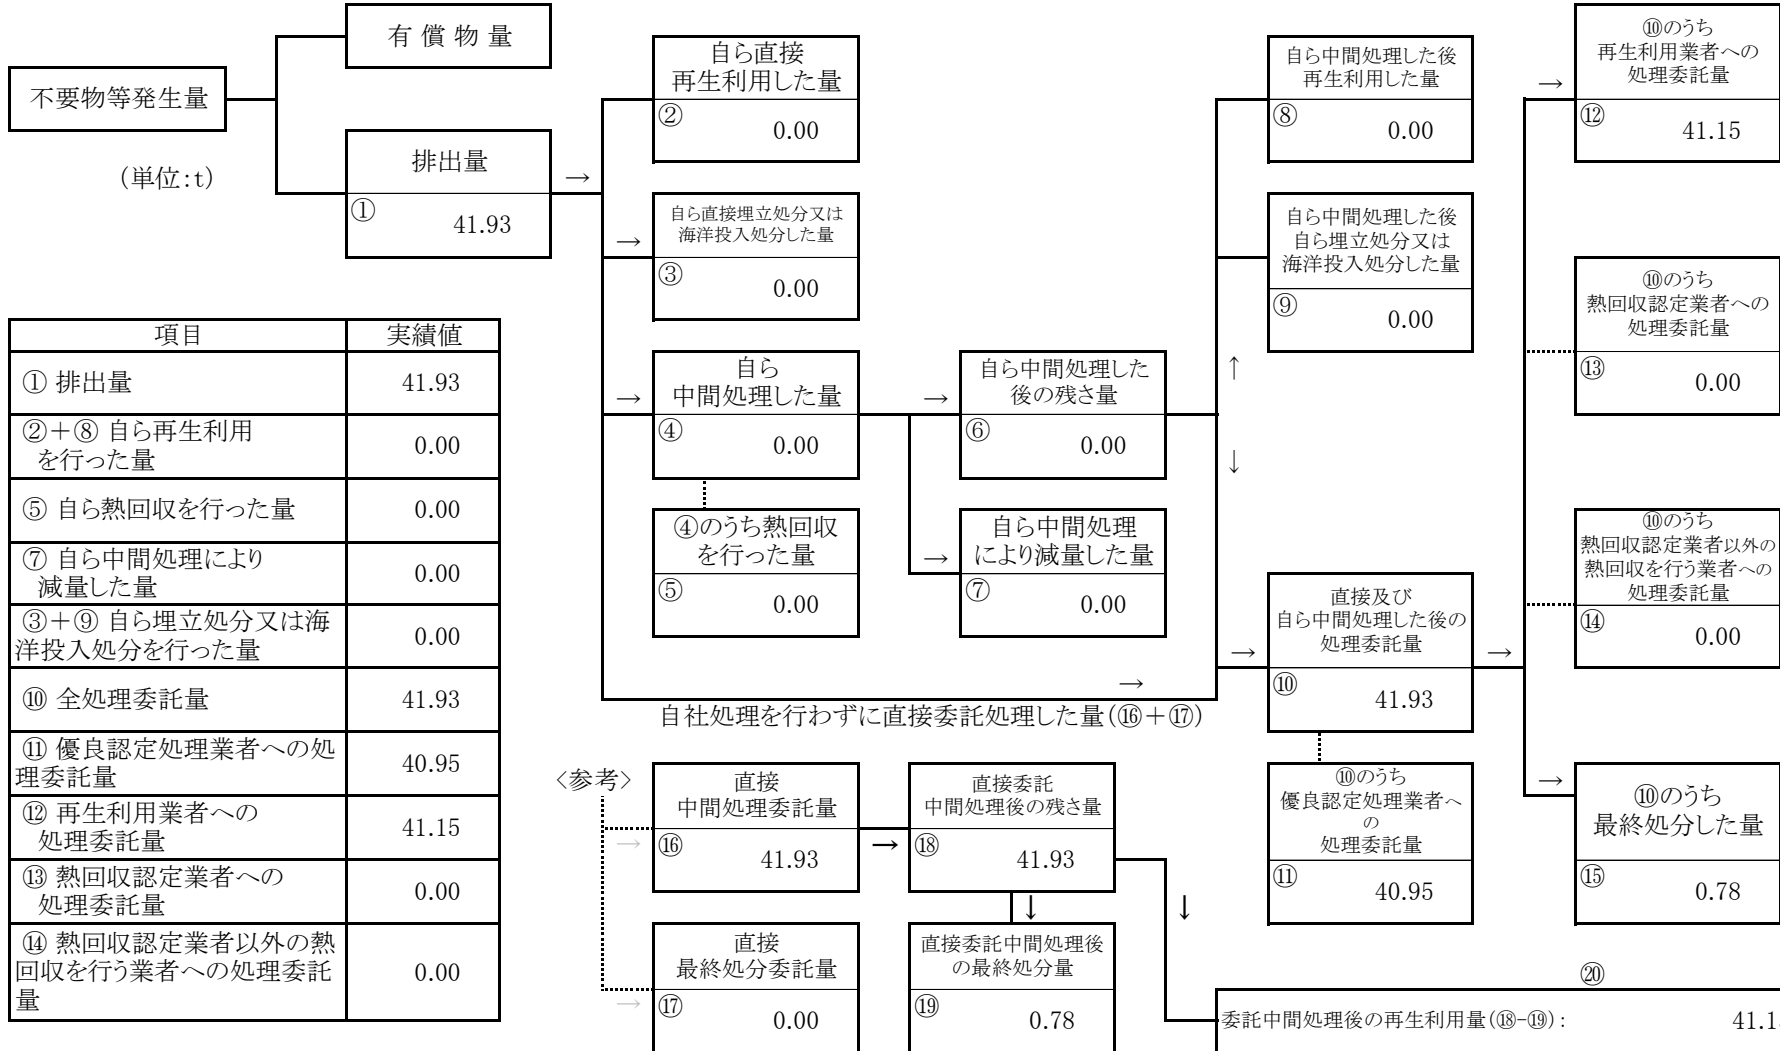 不要物等発生量
(単位:t)
有 償 物 量
排出量
①
41.93
→
自ら直接
再生利用した量
②
0.00
→
自ら直接埋立処分又は
海洋投入処分した量
③
0.00
→
自ら
中間処理した量
④
0.00
④のうち熱回収
を行った量
⑤
0.00
→
自ら中間処理した
後の残さ量
⑥
0.00
→
自ら中間処理
により減量した量
⑦
0.00
自ら中間処理した後
再生利用した量
⑧
0.00
自ら中間処理した後
自ら埋立処分又は
海洋投入処分した量
⑨
0.00
↑
↓
→
自社処理を行わずに直接委託処理した量(⑯+⑰)
→
直接及び
自ら中間処理した後の
処理委託量
⑩
41.93
⑩のうち
優良認定処理業者へ
の
処理委託量
⑪
40.95
→
→
⑩のうち
再生利用業者への
処理委託量
⑫
41.15
⑩のうち
熱回収認定業者への
処理委託量
⑬
0.00
⑩のうち
熱回収認定業者以外の
熱回収を行う業者への
処理委託量
⑭
0.00
→
⑩のうち
最終処分した量
⑮
0.78
項目 実績値
① 排出量 41.93
②+⑧ 自ら再生利用
を行った量 0.00
⑤ 自ら熱回収を行った量 0.00
⑦ 自ら中間処理により
減量した量 0.00
③+⑨ 自ら埋立処分又は海
洋投入処分を行った量 0.00
⑩ 全処理委託量 41.93
⑪ 優良認定処理業者への処
理委託量 40.95
⑫ 再生利用業者への
処理委託量 41.15
⑬ 熱回収認定業者への
処理委託量 0.00
⑭ 熱回収認定業者以外の熱
回収を行う業者への処理委託
量 0.00
<参考>
→
直接
中間処理委託量
⑯
41.93
→
直接委託
中間処理後の残さ量
⑱
41.93
↓
↓
→
直接
最終処分委託量
⑰
0.00
直接委託中間処理後
の最終処分量
⑲
0.78
⑳
委託中間処理後の再生利用量(⑱-⑲):